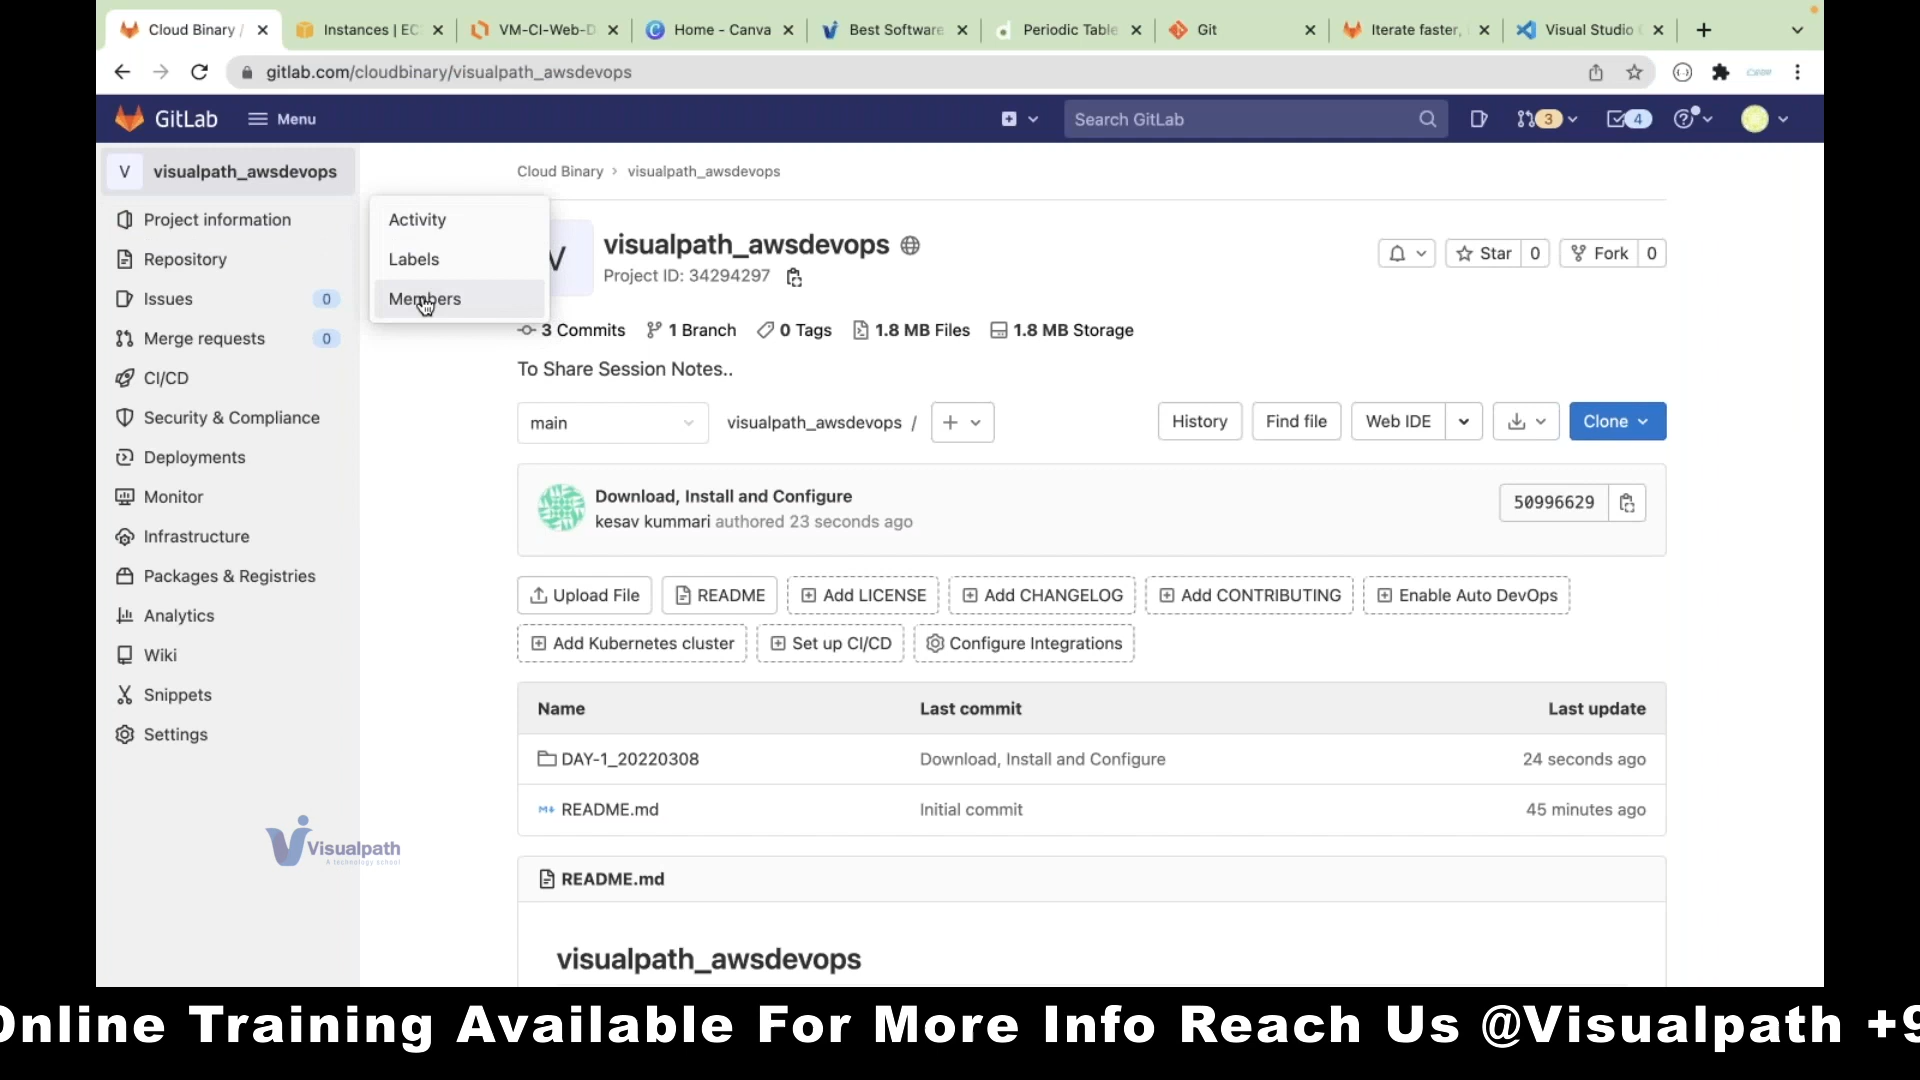 Cloud Binary /
Instances | EC
VM-CI-Web-D
Home - Canva
Best Software
Periodic Table
Git
Iterate faster,
Visual Studio
gitlab.com/cloudbinary/visualpath_awsdevops
GitLab
Menu
Search GitLab
3
4
V
visualpath_awsdevops
Project information
Repository
Issues
0
Merge requests
0
CI/CD
Security & Compliance
Deployments
Monitor
Infrastructure
Packages & Registries
Analytics
Wiki
Snippets
Settings
Activity
Labels
Members
Cloud Binary > visualpath_awsdevops
V
visualpath_awsdevops
Project ID: 34294297
Star 0
Fork 0
3 Commits 1 Branch 0 Tags 1.8 MB Files 1.8 MB Storage
To Share Session Notes..
main
visualpath_awsdevops /
History
Find file
Web IDE
Clone
Download, Install and Configure
kesav kummari authored 23 seconds ago
50996629
Upload File
README
Add LICENSE
Add CHANGELOG
Add CONTRIBUTING
Enable Auto DevOps
Add Kubernetes cluster
Set up CI/CD
Configure Integrations
Name Last commit Last update
DAY-1_20220308 Download, Install and Configure 24 seconds ago
README.md Initial commit 45 minutes ago
README.md
visualpath_awsdevops
Visualpath
A technology school
Online Training Available For More Info Reach Us @Visualpath +9